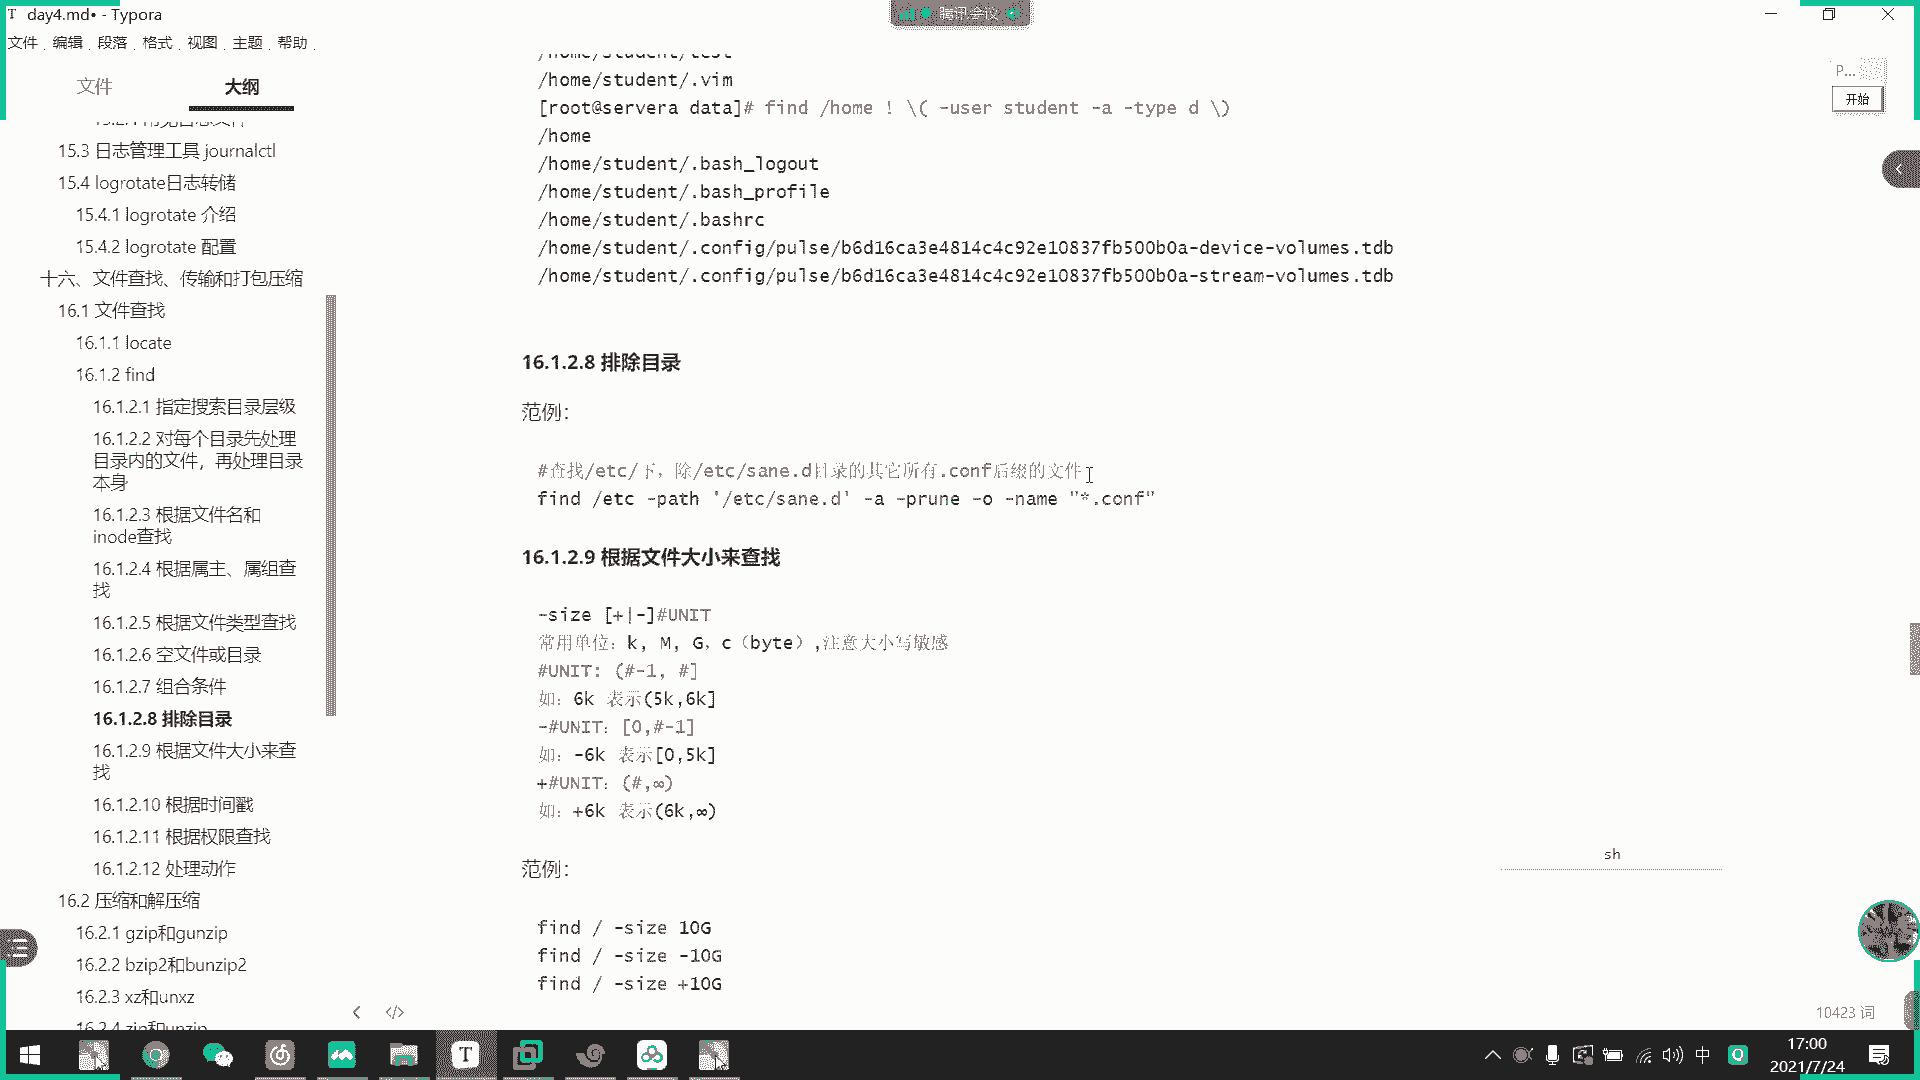 day4.md• - Typora
腾讯会议
文件 编辑 段落 格式 视图 主题 帮助
文件
大纲
15.3 日志管理工具 journalctl
15.4 logrotate日志转储
15.4.1 logrotate 介绍
15.4.2 logrotate 配置
十六、文件查找、传输和打包压缩
16.1 文件查找
16.1.1 locate
16.1.2 find
16.1.2.1 指定搜索目录层级
16.1.2.2 对每个目录先处理
目录内的文件，再处理目录
本身
16.1.2.3 根据文件名和
inode查找
16.1.2.4 根据属主、属组查
找
16.1.2.5 根据文件类型查找
16.1.2.6 空文件或目录
16.1.2.7 组合条件
16.1.2.8 排除目录
16.1.2.9 根据文件大小来查
找
16.1.2.10 根据时间戳
16.1.2.11 根据权限查找
16.1.2.12 处理动作
16.2 压缩和解压缩
16.2.1 gzip和gunzip
16.2.2 bzip2和bunzip2
16.2.3 xz和unxz
16.2.4 zip和unzip
/home/student/test
/home/student/.vim
[root@servera data]# find /home ! \( -user student -a -type d \)
/home
/home/student/.bash_logout
/home/student/.bash_profile
/home/student/.bashrc
/home/student/.config/pulse/b6d16ca3e4814c4c92e10837fb500b0a-device-volumes.tdb
/home/student/.config/pulse/b6d16ca3e4814c4c92e10837fb500b0a-stream-volumes.tdb
16.1.2.8 排除目录
范例：
#查找/etc/下，除/etc/sane.d目录的其它所有.conf后缀的文件
find /etc -path '/etc/sane.d' -a -prune -o -name "*.conf"
16.1.2.9 根据文件大小来查找
-size [+|-]#UNIT
常用单位：k, M, G，c（byte）,注意大小写敏感
#UNIT: (#-1, #]
如：6k 表示(5k,6k]
-#UNIT：[0,#-1]
如：-6k 表示[0,5k]
+#UNIT：(#,∞)
如：+6k 表示(6k,∞)
范例：
find / -size 10G
find / -size -10G
find / -size +10G
sh
P...
开始
10423 词
中
17:00
2021/7/24